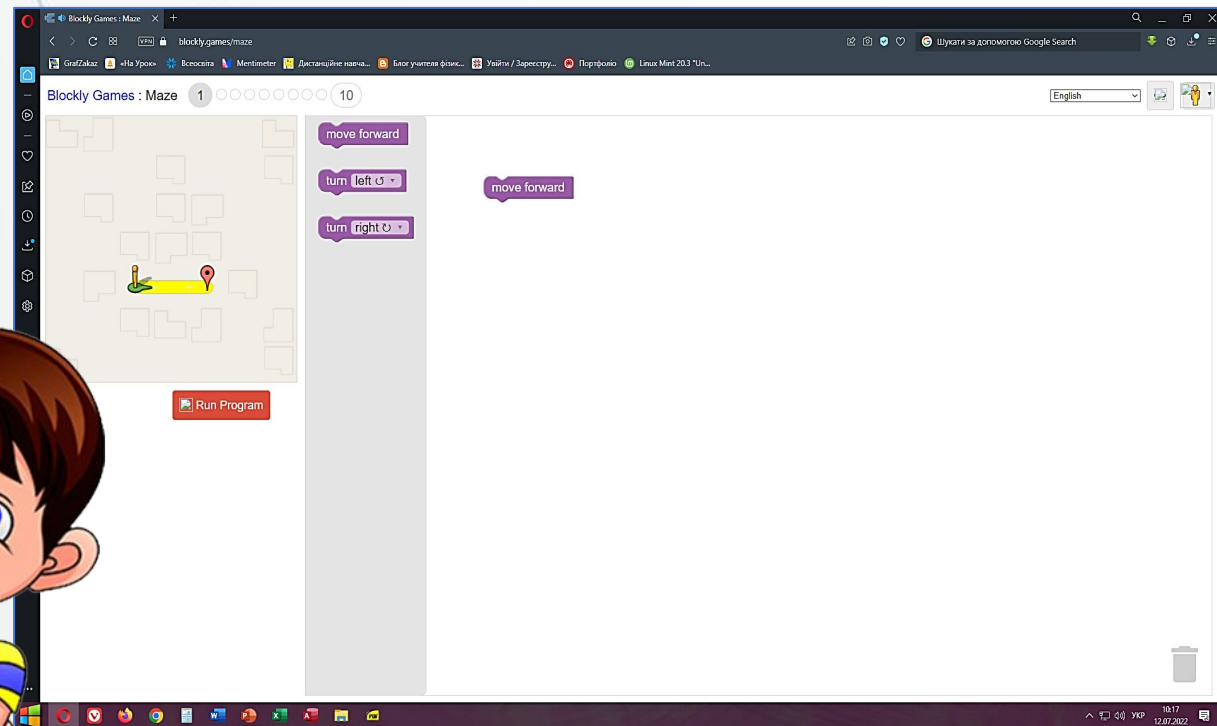 Blockly Games : Maze
blockly.games/maze
VPN
Шукати за допомогою Google Search
GrafZakaz
«На Урок»
Всеосвіта
Mentimeter
Дистанційне навча...
Блог учителя фізик...
Увійти / Зареєстру...
Портфоліо
Linux Mint 20.3 "Un...
Blockly Games : Maze 1 10
English
move forward
turn left
turn right
move forward
Run Program
УКР
10:17
12.07.2022